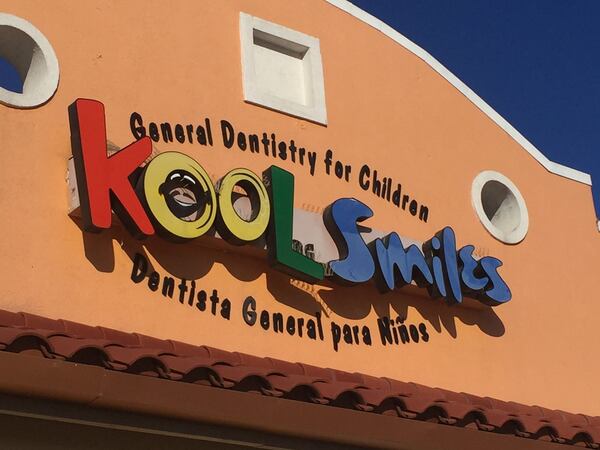 General Dentistry for Children
KOOL Smiles
Dentista General para Niños